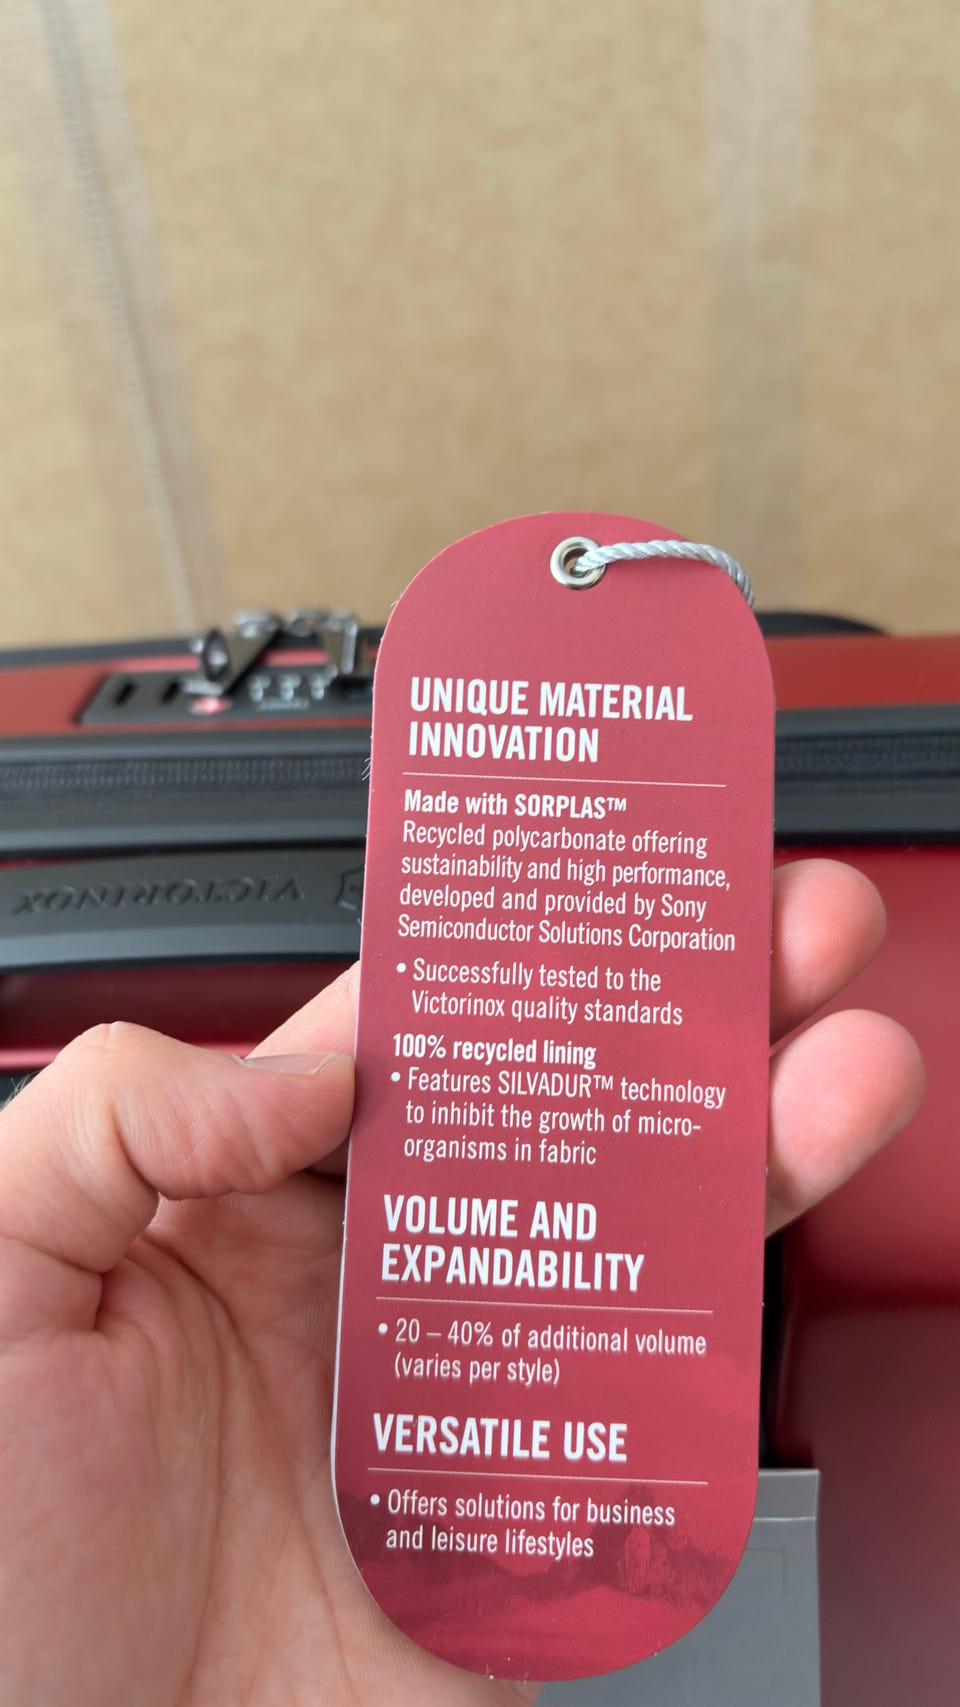 UNIQUE MATERIAL
INNOVATION
Made with SORPLAS™
Recycled polycarbonate offering
sustainability and high performance,
developed and provided by Sony
Semiconductor Solutions Corporation
• Successfully tested to the
Victorinox quality standards
100% recycled lining
• Features SILVADUR™ technology
to inhibit the growth of micro-
organisms in fabric
VOLUME AND
EXPANDABILITY
• 20 – 40% of additional volume
(varies per style)
VERSATILE USE
• Offers solutions for business
and leisure lifestyles
VICTORINOX